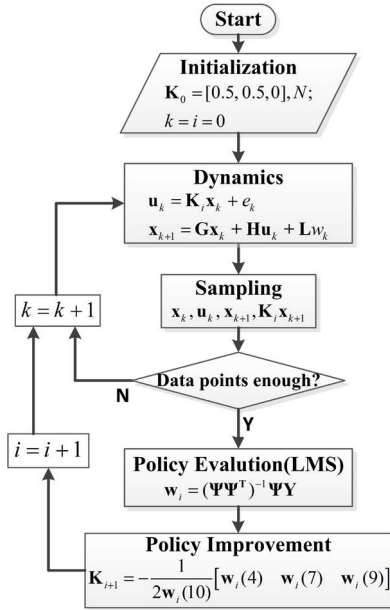 Start
Initialization
K₀ = [0.5, 0.5, 0], N;
k = i = 0
Dynamics
uₖ = Kᵢxₖ + eₖ
xₖ₊₁ = Gxₖ + Huₖ + Lwₖ
Sampling
xₖ, uₖ, xₖ₊₁, Kᵢxₖ₊₁
k = k + 1
Data points enough?
N
Y
i = i + 1
Policy Evalution(LMS)
wᵢ = (ΨΨᵀ)⁻¹ΨY
Policy Improvement
Kᵢ₊₁ = −1/(2wᵢ(10)) [wᵢ(4) wᵢ(7) wᵢ(9)]